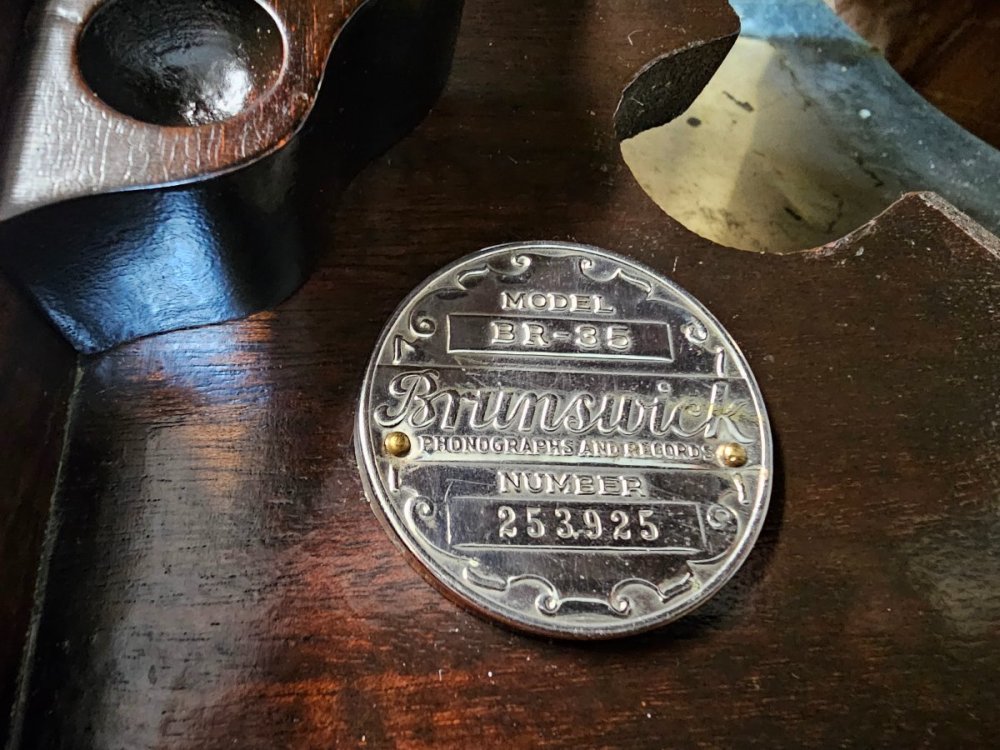 MODEL
BR-35
Brunswick
PHONOGRAPHS AND RECORDS
NUMBER
253925